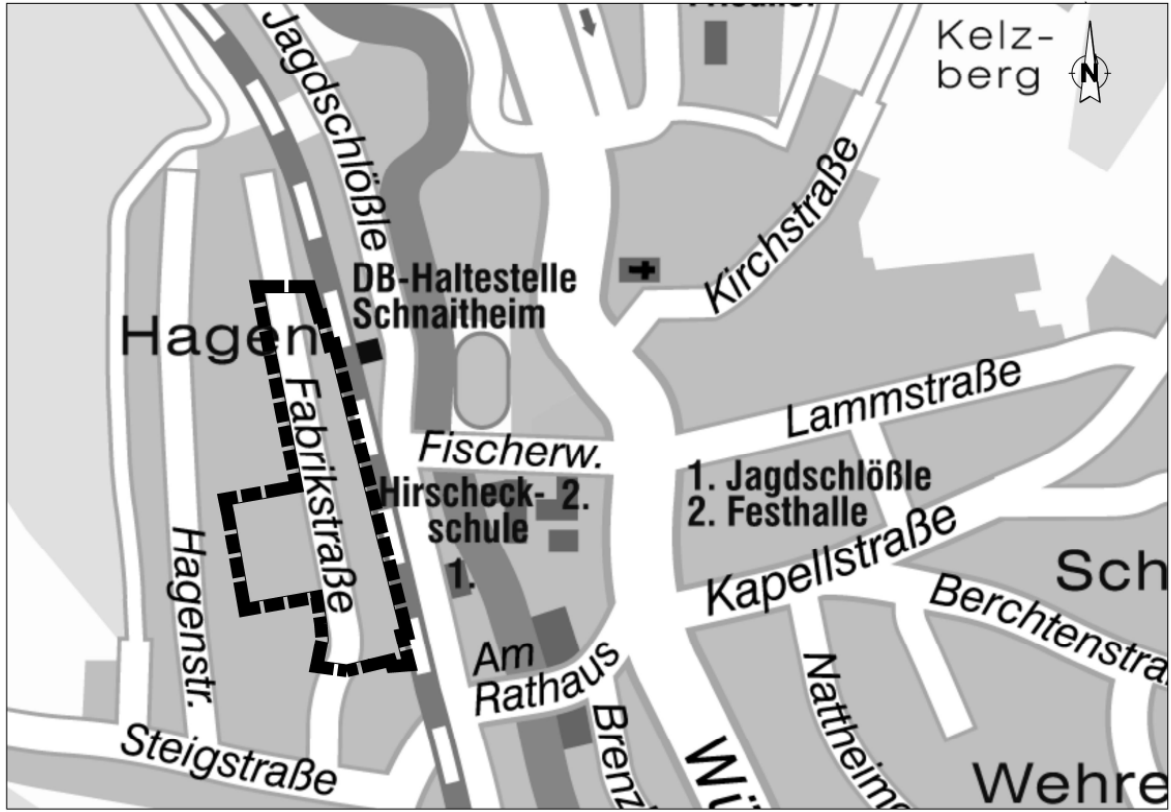 Kelz-
berg
N
Jagdschlößle
Kirchstraße
DB-Haltestelle
Schnaitheim
Hagen
Fabrikstraße
Lammstraße
Fischerw.
1. Jagdschlößle
2. Festhalle
Hirscheck- 2.
schule
1.
Kapellstraße
Hagenstr.
Sch
Berchtenstra
Am
Rathaus
Nattheime
Brenz
Steigstraße
Wü
Wehre